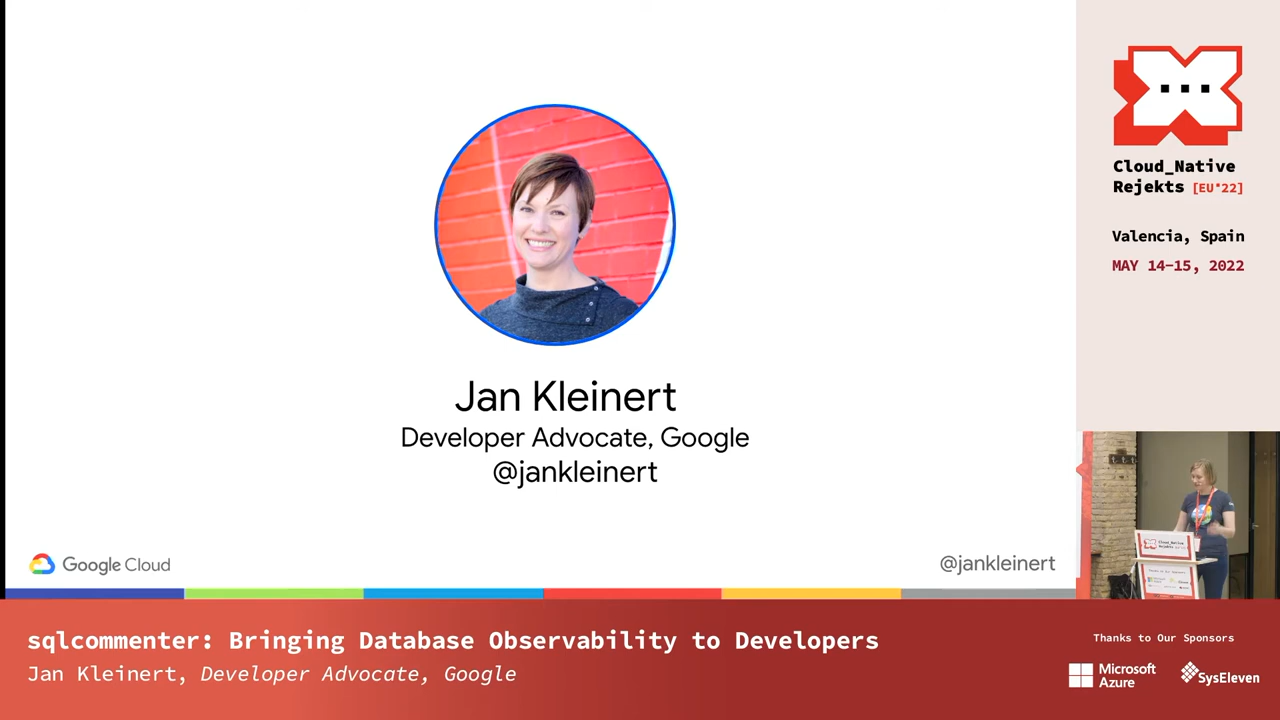 Jan Kleinert
Developer Advocate, Google
@jankleinert
Google Cloud
@jankleinert
Cloud_Native
Rejekts [EU'22]
Valencia, Spain
MAY 14-15, 2022
sqlcommenter: Bringing Database Observability to Developers
Jan Kleinert, Developer Advocate, Google
Thanks to Our Sponsors
Microsoft
Azure
SysEleven